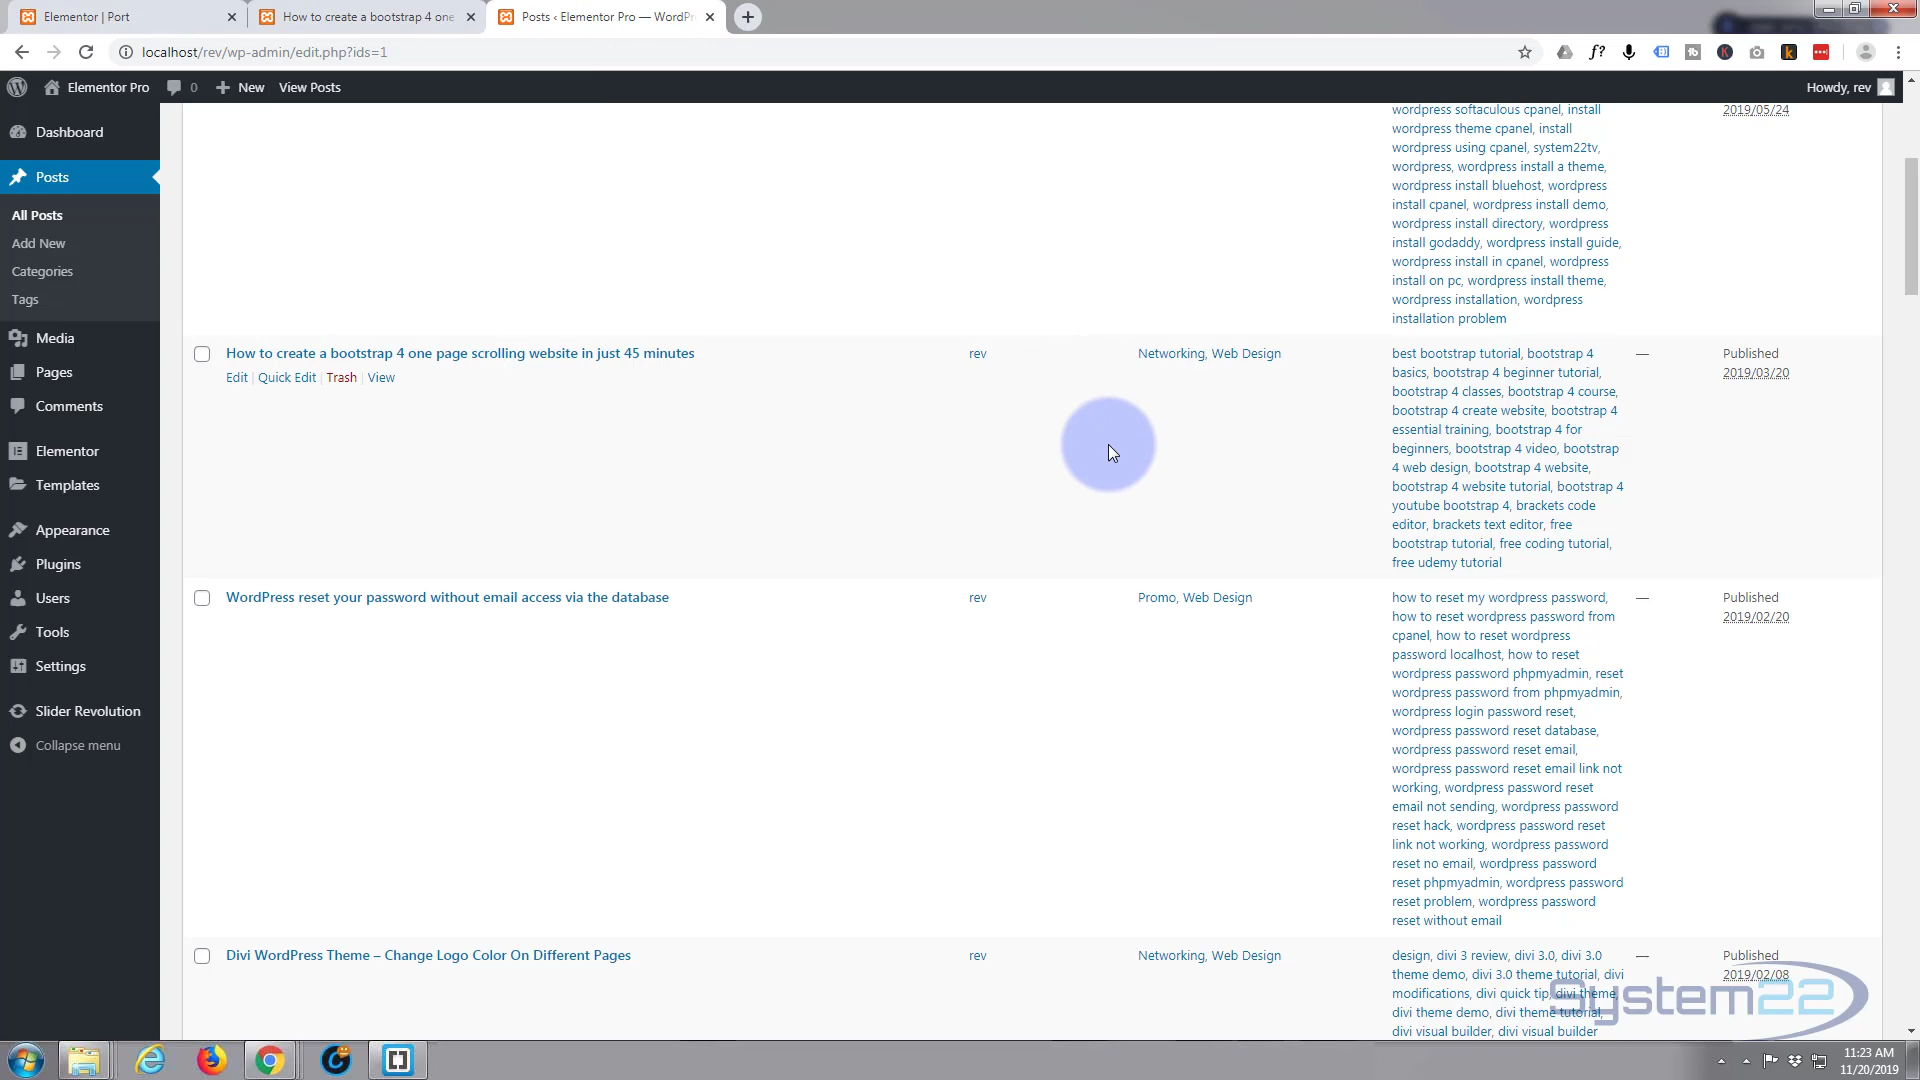 Elementor | Port
How to create a bootstrap 4 one
Posts ‹ Elementor Pro — WordPr
localhost/rev/wp-admin/edit.php?ids=1
Elementor Pro
0
New
View Posts
Howdy, rev
Dashboard
Posts
All Posts
Add New
Categories
Tags
Media
Pages
Comments
Elementor
Templates
Appearance
Plugins
Users
Tools
Settings
Slider Revolution
Collapse menu
wordpress softaculous cpanel, install
wordpress theme cpanel, install
wordpress using cpanel, system22tv,
wordpress, wordpress install a theme,
wordpress install bluehost, wordpress
install cpanel, wordpress install demo,
wordpress install directory, wordpress
install godaddy, wordpress install guide,
wordpress install in cpanel, wordpress
install on pc, wordpress install theme,
wordpress installation, wordpress
installation problem
2019/05/24
How to create a bootstrap 4 one page scrolling website in just 45 minutes
Edit | Quick Edit | Trash | View
rev
Networking, Web Design
best bootstrap tutorial, bootstrap 4
basics, bootstrap 4 beginner tutorial,
bootstrap 4 classes, bootstrap 4 course,
bootstrap 4 create website, bootstrap 4
essential training, bootstrap 4 for
beginners, bootstrap 4 video, bootstrap
4 web design, bootstrap 4 website,
bootstrap 4 website tutorial, bootstrap 4
youtube bootstrap 4, brackets code
editor, brackets text editor, free
bootstrap tutorial, free coding tutorial,
free udemy tutorial
—
Published
2019/03/20
WordPress reset your password without email access via the database
rev
Promo, Web Design
how to reset my wordpress password,
how to reset wordpress password from
cpanel, how to reset wordpress
password localhost, how to reset
wordpress password phpmyadmin, reset
wordpress password from phpmyadmin,
wordpress login password reset,
wordpress password reset database,
wordpress password reset email,
wordpress password reset email link not
working, wordpress password reset
email not sending, wordpress password
reset hack, wordpress password reset
link not working, wordpress password
reset no email, wordpress password
reset phpmyadmin, wordpress password
reset problem, wordpress password
reset without email
—
Published
2019/02/20
Divi WordPress Theme – Change Logo Color On Different Pages
rev
Networking, Web Design
design, divi 3 review, divi 3.0, divi 3.0
theme demo, divi 3.0 theme tutorial, divi
modifications, divi quick tip, divi theme,
divi theme demo, divi theme tutorial,
divi visual builder, divi visual builder
—
Published
2019/02/08
System22
11:23 AM
11/20/2019